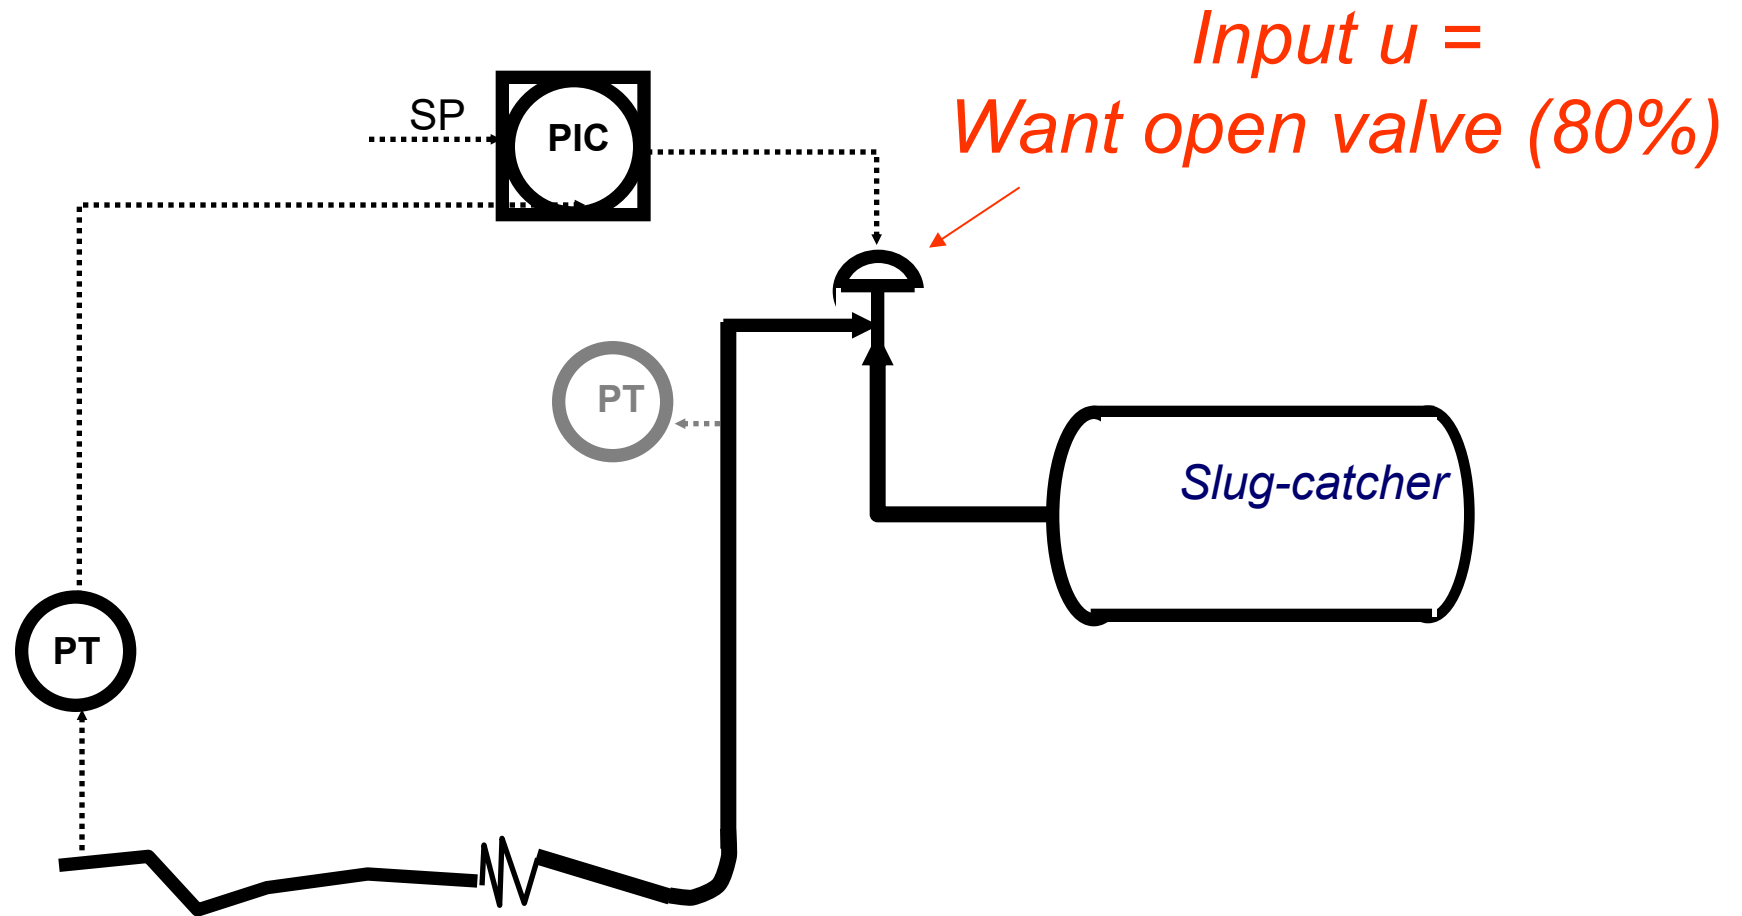 Input u =
Want open valve (80%)
SP
PIC
PT
Slug-catcher
PT